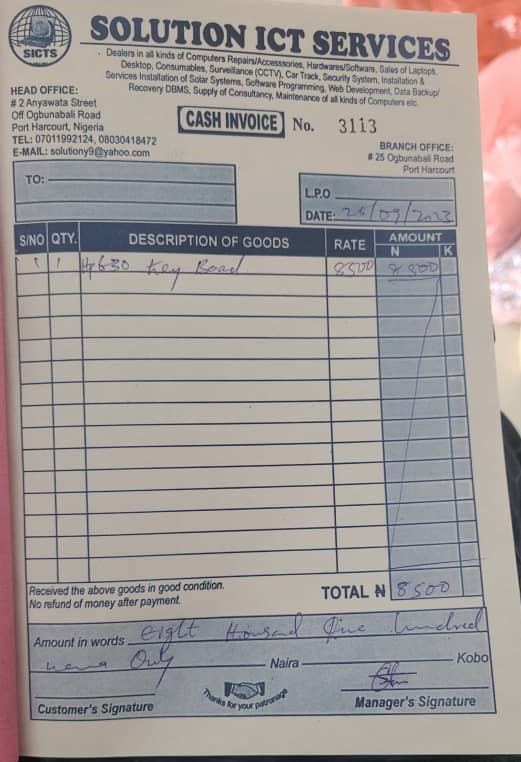 SICTS
SOLUTION ICT SERVICES
Dealers in all kinds of Computers Repairs/Accesssories, Hardwares/Software, Sales of Laptops,
Desktop, Consumables, Surveillance (CCTV), Car Track, Security System, Installation &
Services Installation of Solar Systems, Software Programming, Web Development, Data Backup/
Recovery DBMS, Supply of Consultancy, Maintenance of all kinds of Computers etc.
HEAD OFFICE:
# 2 Anyawata Street
Off Ogbunabali Road
Port Harcourt, Nigeria
TEL: 07011992124, 08030418472
E-MAIL: solutiony9@yahoo.com
CASH INVOICE No. 3113
BRANCH OFFICE:
# 25 Ogbunabali Road
Port Harcourt
TO:
L.P.O
DATE: /09/2023
S/NO QTY. DESCRIPTION OF GOODS RATE AMOUNT
N K
1 1 Hp 630 Key Board 8500 8500
Received the above goods in good condition.
No refund of money after payment.
TOTAL ₦ 8500
Amount in words eight thousand five hundred
naira Only Naira Kobo
Customer's Signature
Thanks for your patronage
Manager's Signature